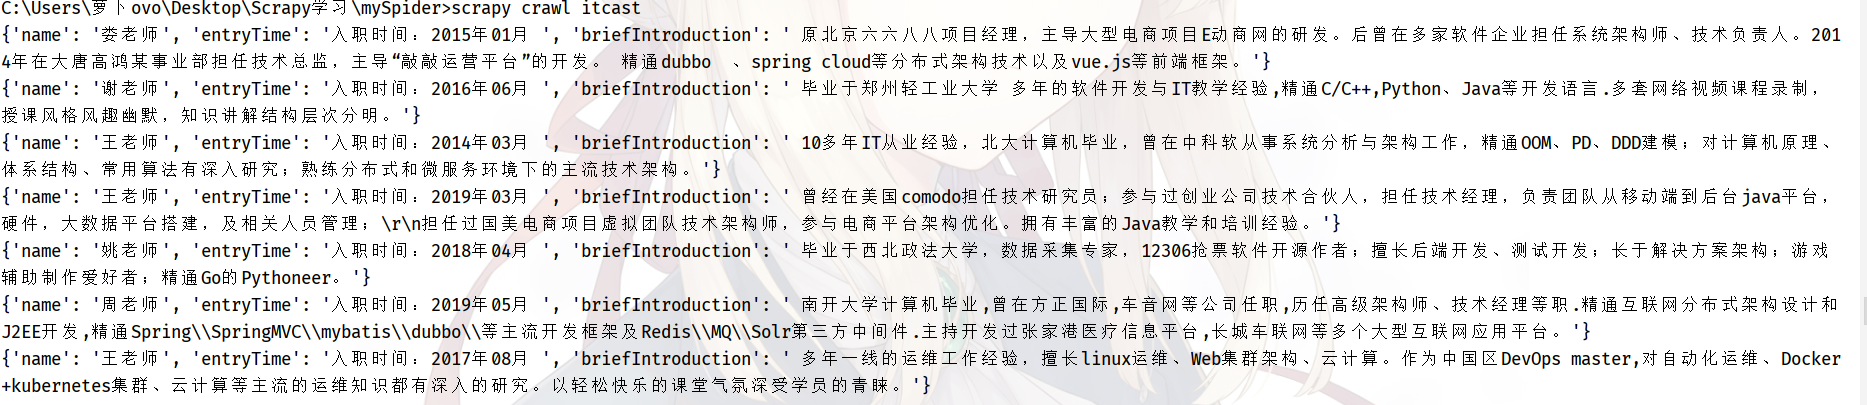 C:\Users\萝卜ovo\Desktop\Scrapy学习\mySpider>scrapy crawl itcast
{'name': '娄老师', 'entryTime': '入职时间：2015年01月 ', 'briefIntroduction': ' 原北京六六八八项目经理，主导大型电商项目E动商网的研发。后曾在多家软件企业担任系统架构师、技术负责人。201
4年在大唐高鸿某事业部担任技术总监，主导“敲敲运营平台”的开发。 精通dubbo  、spring cloud等分布式架构技术以及vue.js等前端框架。'}
{'name': '谢老师', 'entryTime': '入职时间：2016年06月 ', 'briefIntroduction': ' 毕业于郑州轻工业大学 多年的软件开发与IT教学经验,精通C/C++,Python、Java等开发语言.多套网络视频课程录制，
授课风格风趣幽默，知识讲解结构层次分明。'}
{'name': '王老师', 'entryTime': '入职时间：2014年03月 ', 'briefIntroduction': ' 10多年IT从业经验，北大计算机毕业，曾在中科软从事系统分析与架构工作，精通OOM、PD、DDD建模；对计算机原理、
体系结构、常用算法有深入研究；熟练分布式和微服务环境下的主流技术架构。'}
{'name': '王老师', 'entryTime': '入职时间：2019年03月 ', 'briefIntroduction': ' 曾经在美国comodo担任技术研究员；参与过创业公司技术合伙人，担任技术经理，负责团队从移动端到后台java平台，
硬件，大数据平台搭建，及相关人员管理；\r\n担任过国美电商项目虚拟团队技术架构师，参与电商平台架构优化。拥有丰富的Java教学和培训经验。'}
{'name': '姚老师', 'entryTime': '入职时间：2018年04月 ', 'briefIntroduction': ' 毕业于西北政法大学，数据采集专家，12306抢票软件开源作者；擅长后端开发、测试开发；长于解决方案架构；游戏
辅助制作爱好者；精通Go的Pythoneer。'}
{'name': '周老师', 'entryTime': '入职时间：2019年05月 ', 'briefIntroduction': ' 南开大学计算机毕业,曾在方正国际,车音网等公司任职,历任高级架构师、技术经理等职.精通互联网分布式架构设计和
J2EE开发,精通Spring\\SpringMVC\\mybatis\\dubbo\\等主流开发框架及Redis\\MQ\\Solr第三方中间件.主持开发过张家港医疗信息平台,长城车联网等多个大型互联网应用平台。'}
{'name': '王老师', 'entryTime': '入职时间：2017年08月 ', 'briefIntroduction': ' 多年一线的运维工作经验，擅长linux运维、Web集群架构、云计算。作为中国区DevOps master,对自动化运维、Docker
+kubernetes集群、云计算等主流的运维知识都有深入的研究。以轻松快乐的课堂气氛深受学员的青睐。'}